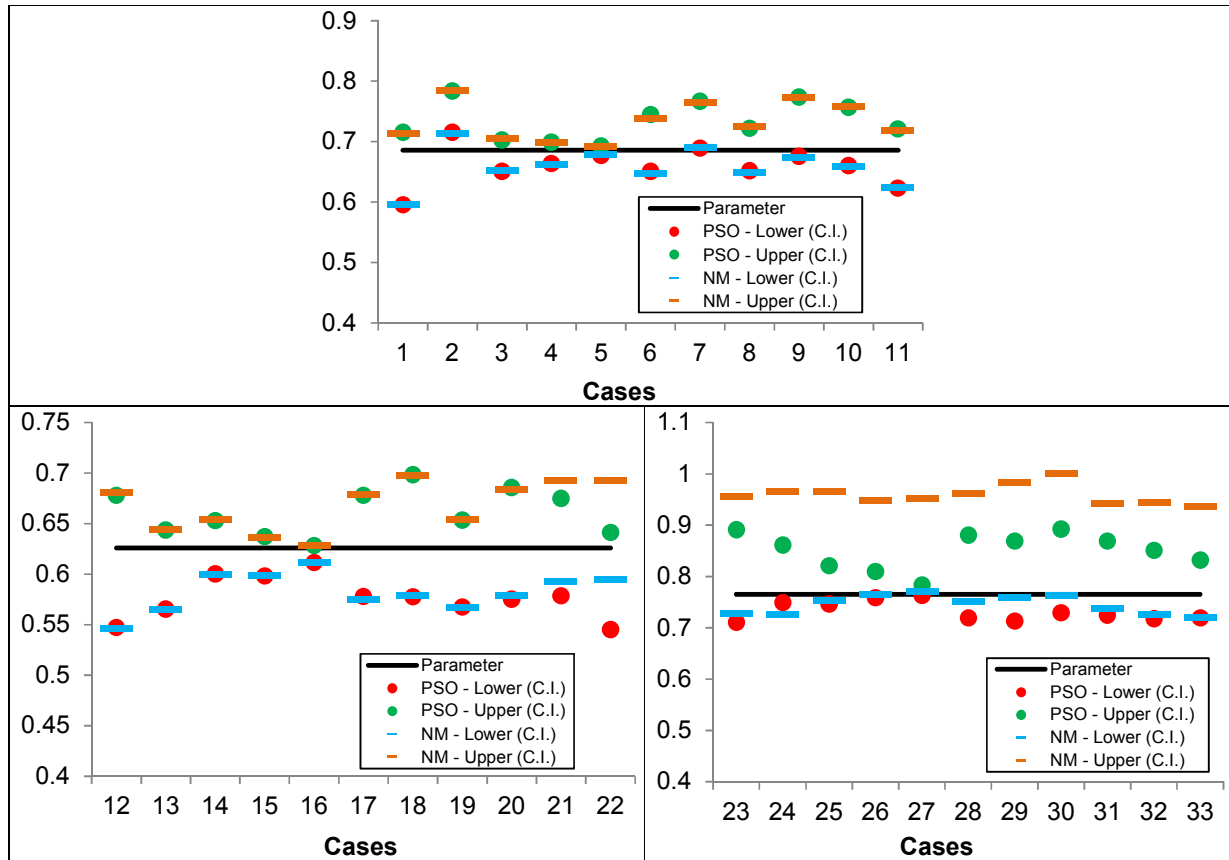 0.9
0.8
0.7
0.6
0.5
0.4
Parameter
PSO - Lower (C.I.)
PSO - Upper (C.I.)
NM - Lower (C.I.)
NM - Upper (C.I.)
1 2 3 4 5 6 7 8 9 10 11
Cases
0.75
0.7
0.65
0.6
0.55
0.5
0.45
0.4
Parameter
PSO - Lower (C.I.)
PSO - Upper (C.I.)
NM - Lower (C.I.)
NM - Upper (C.I.)
12 13 14 15 16 17 18 19 20 21 22
Cases
1.1
1
0.9
0.8
0.7
0.6
0.5
0.4
Parameter
PSO - Lower (C.I.)
PSO - Upper (C.I.)
NM - Lower (C.I.)
NM - Upper (C.I.)
23 24 25 26 27 28 29 30 31 32 33
Cases